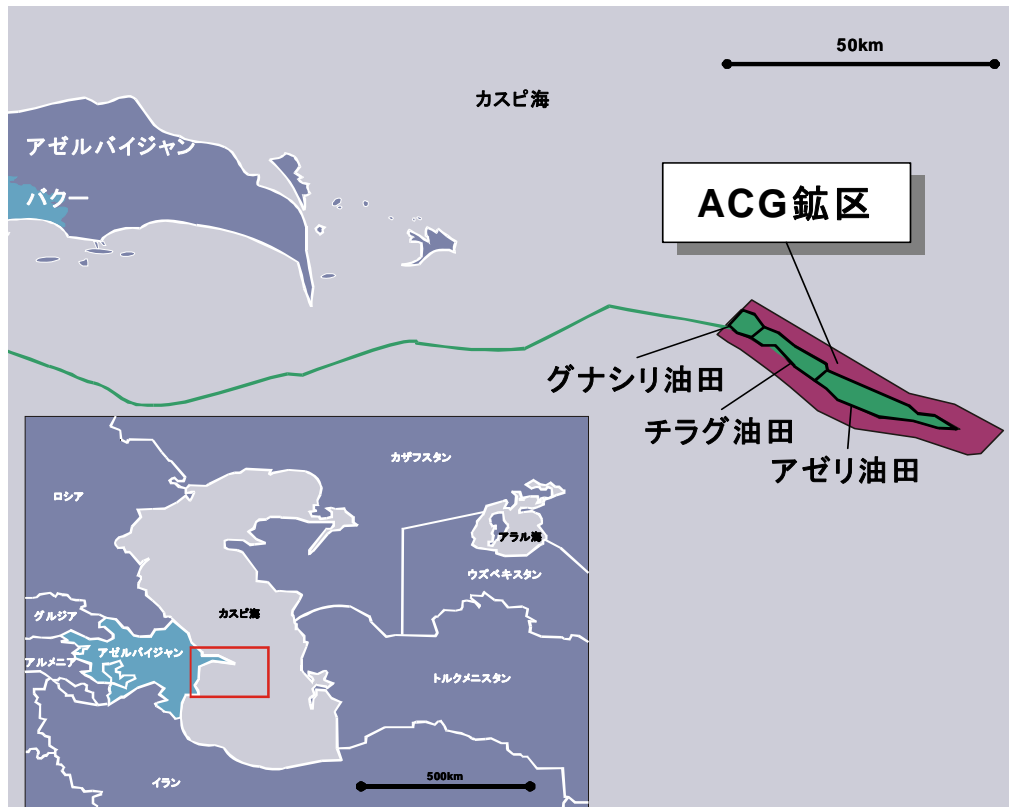 50km
カスピ海
アゼルバイジャン
バクー
ACG鉱区
グナシリ油田
チラグ油田
アゼリ油田
カザフスタン
ロシア
アラル海
ウズベキスタン
カスピ海
グルジア
アゼルバイジャン
アルメニア
トルクメニスタン
イラン
500km